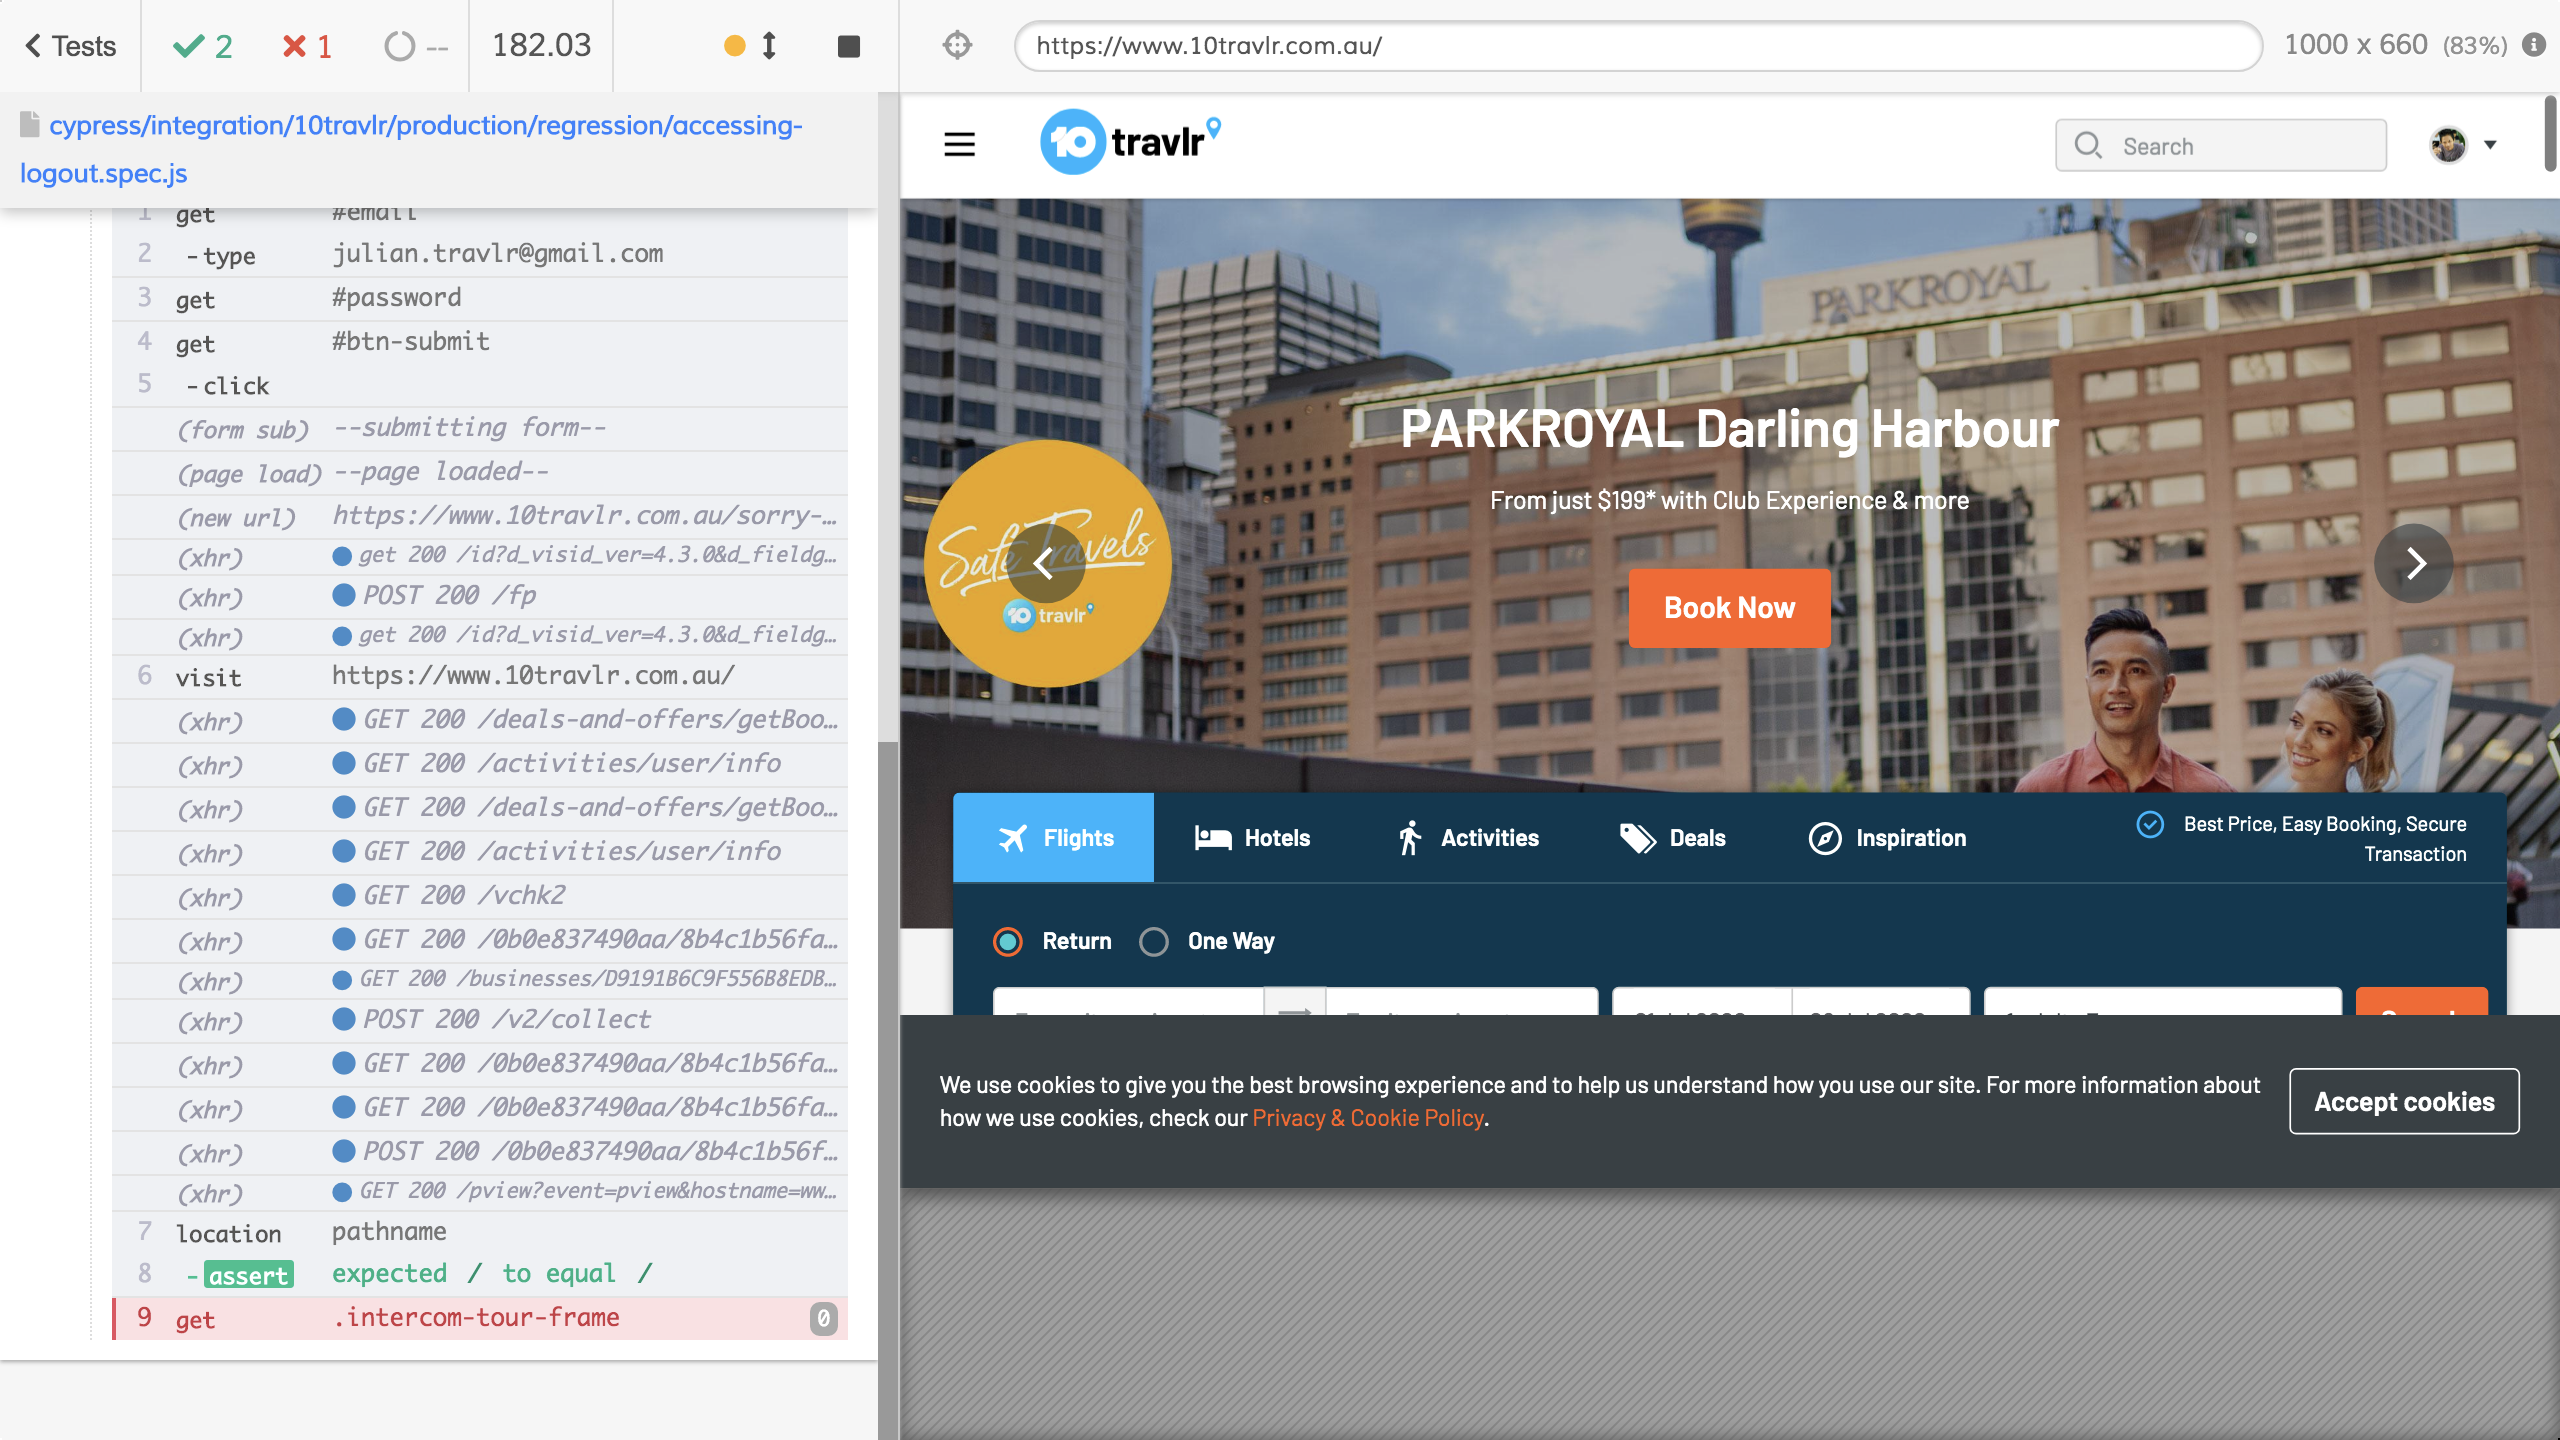 Tests
2
1
--
182.03
https://www.10travlr.com.au/
1000 x 660 (83%)
cypress/integration/10travlr/production/regression/accessing-
logout.spec.js
1 get #email
2 -type julian.travlr@gmail.com
3 get #password
4 get #btn-submit
5 -click
(form sub) --submitting form--
(page load) --page loaded--
(new url) https://www.10travlr.com.au/sorry-…
(xhr) get 200 /id?d_visid_ver=4.3.0&d_fieldg…
(xhr) POST 200 /fp
(xhr) get 200 /id?d_visid_ver=4.3.0&d_fieldg…
6 visit https://www.10travlr.com.au/
(xhr) GET 200 /deals-and-offers/getBoo…
(xhr) GET 200 /activities/user/info
(xhr) GET 200 /deals-and-offers/getBoo…
(xhr) GET 200 /activities/user/info
(xhr) GET 200 /vchk2
(xhr) GET 200 /0b0e837490aa/8b4c1b56fa…
(xhr) GET 200 /businesses/D9191B6C9F556B8EDB…
(xhr) POST 200 /v2/collect
(xhr) GET 200 /0b0e837490aa/8b4c1b56fa…
(xhr) GET 200 /0b0e837490aa/8b4c1b56fa…
(xhr) POST 200 /0b0e837490aa/8b4c1b56f…
(xhr) GET 200 /pview?event=pview&hostname=ww…
7 location pathname
8 -assert expected / to equal /
9 get .intercom-tour-frame 0
10 travlr
Search
PARKROYAL
PARKROYAL Darling Harbour
From just $199* with Club Experience & more
Book Now
Safe Travels
10 travlr
Flights
Hotels
Activities
Deals
Inspiration
Best Price, Easy Booking, Secure
Transaction
Return
One Way
We use cookies to give you the best browsing experience and to help us understand how you use our site. For more information about
how we use cookies, check our Privacy & Cookie Policy.
Accept cookies